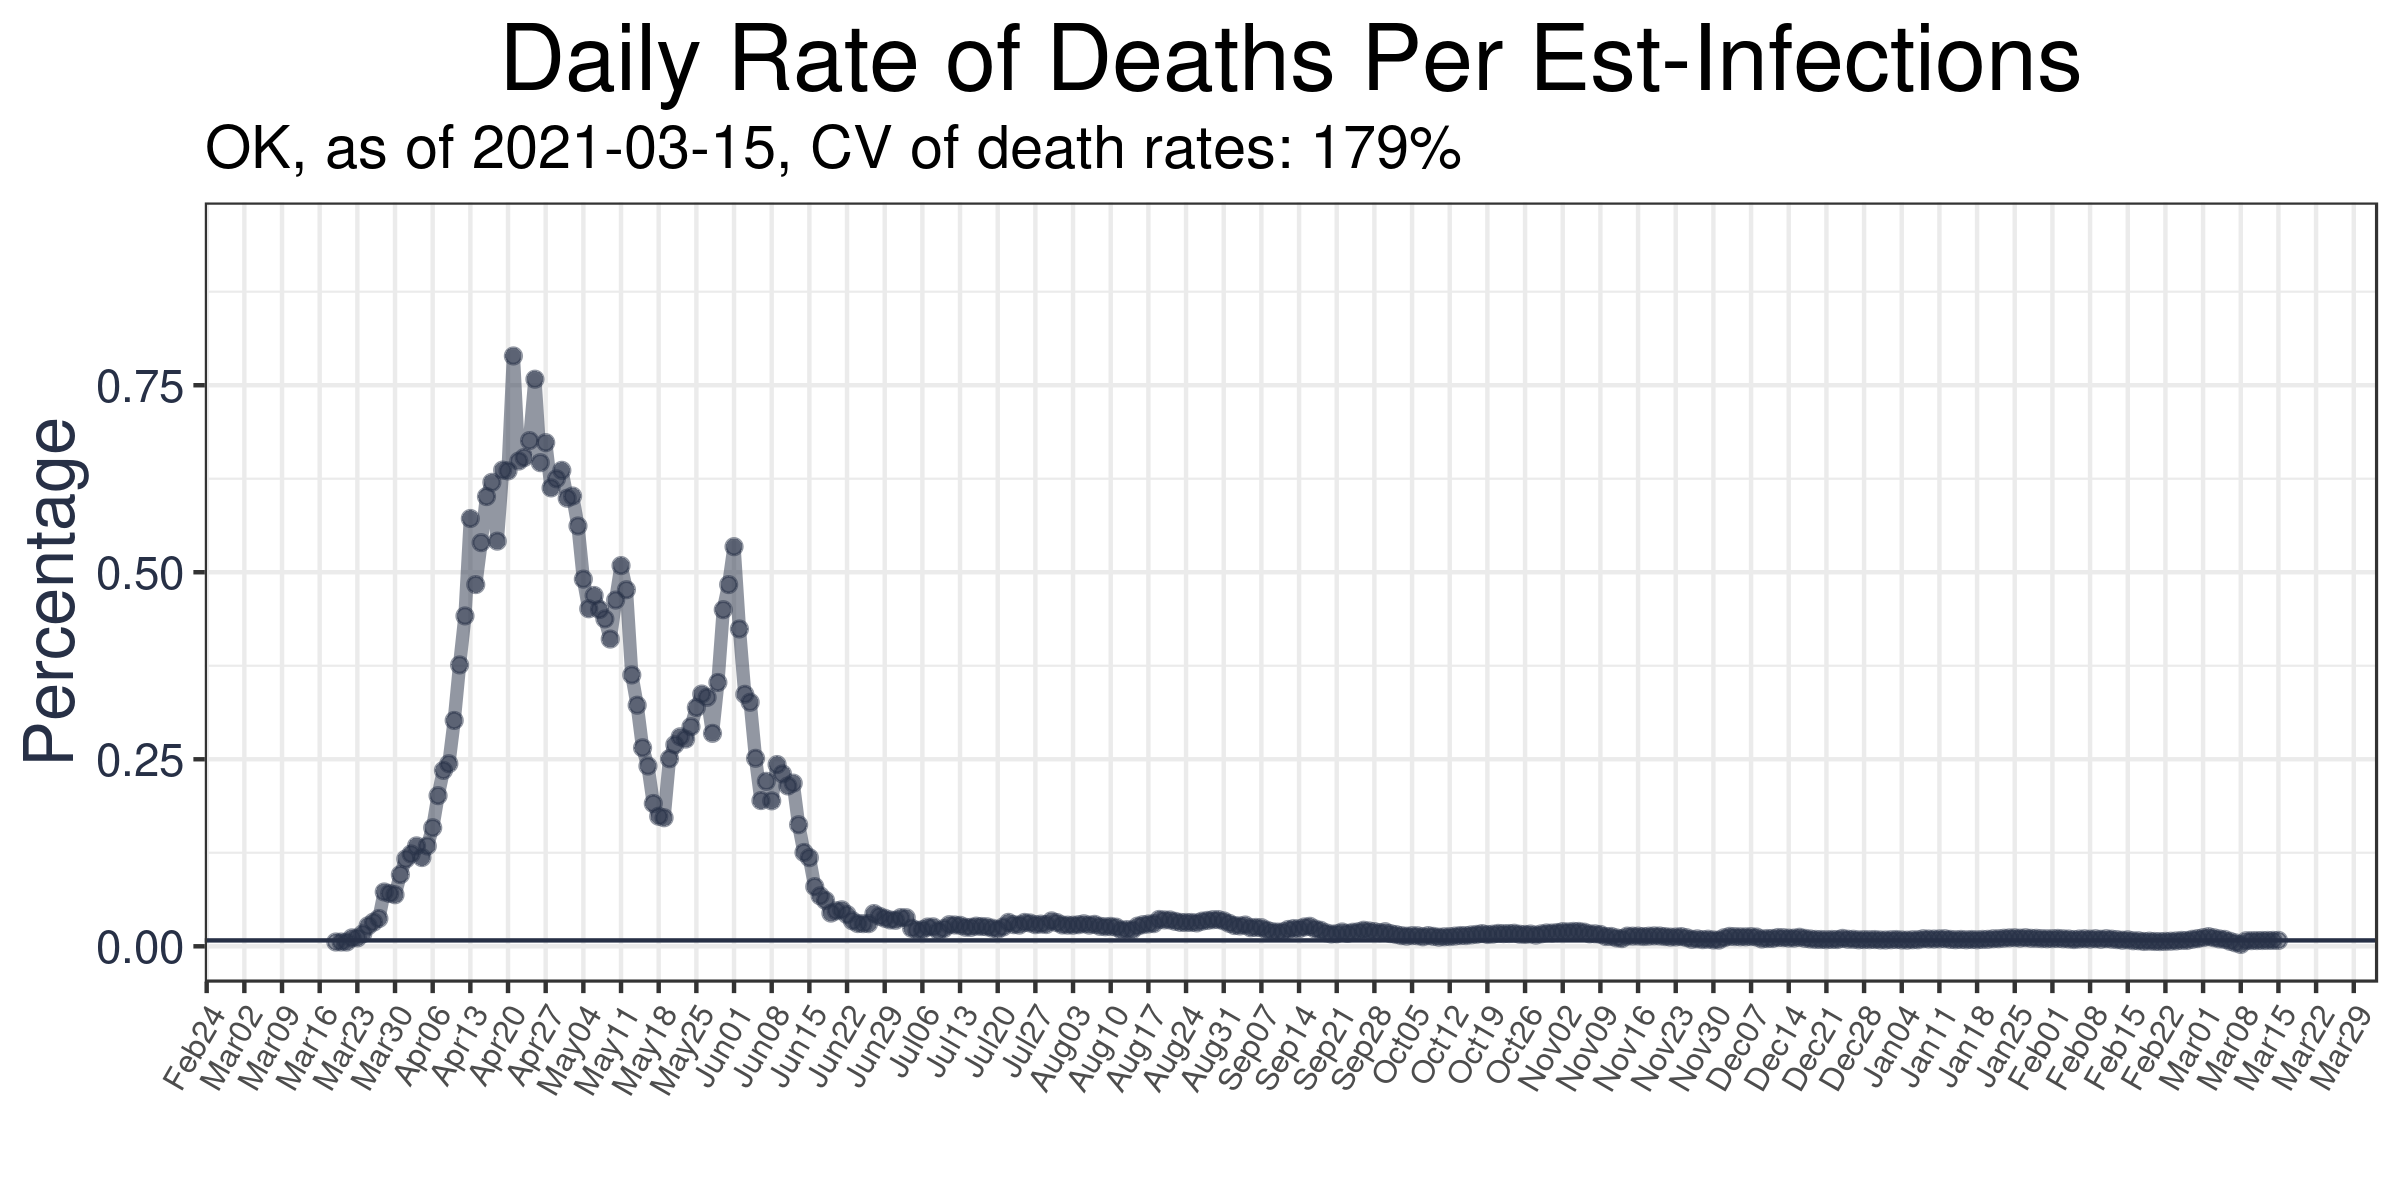 Daily Rate of Deaths Per Est-Infections
OK, as of 2021-03-15, CV of death rates: 179%
Percentage
0.75
0.50
0.25
0.00
Feb24
Mar02
Mar09
Mar16
Mar23
Mar30
Apr06
Apr13
Apr20
Apr27
May04
May11
May18
May25
Jun01
Jun08
Jun15
Jun22
Jun29
Jul06
Jul13
Jul20
Jul27
Aug03
Aug10
Aug17
Aug24
Aug31
Sep07
Sep14
Sep21
Sep28
Oct05
Oct12
Oct19
Oct26
Nov02
Nov09
Nov16
Nov23
Nov30
Dec07
Dec14
Dec21
Dec28
Jan04
Jan11
Jan18
Jan25
Feb01
Feb08
Feb15
Feb22
Mar01
Mar08
Mar15
Mar22
Mar29